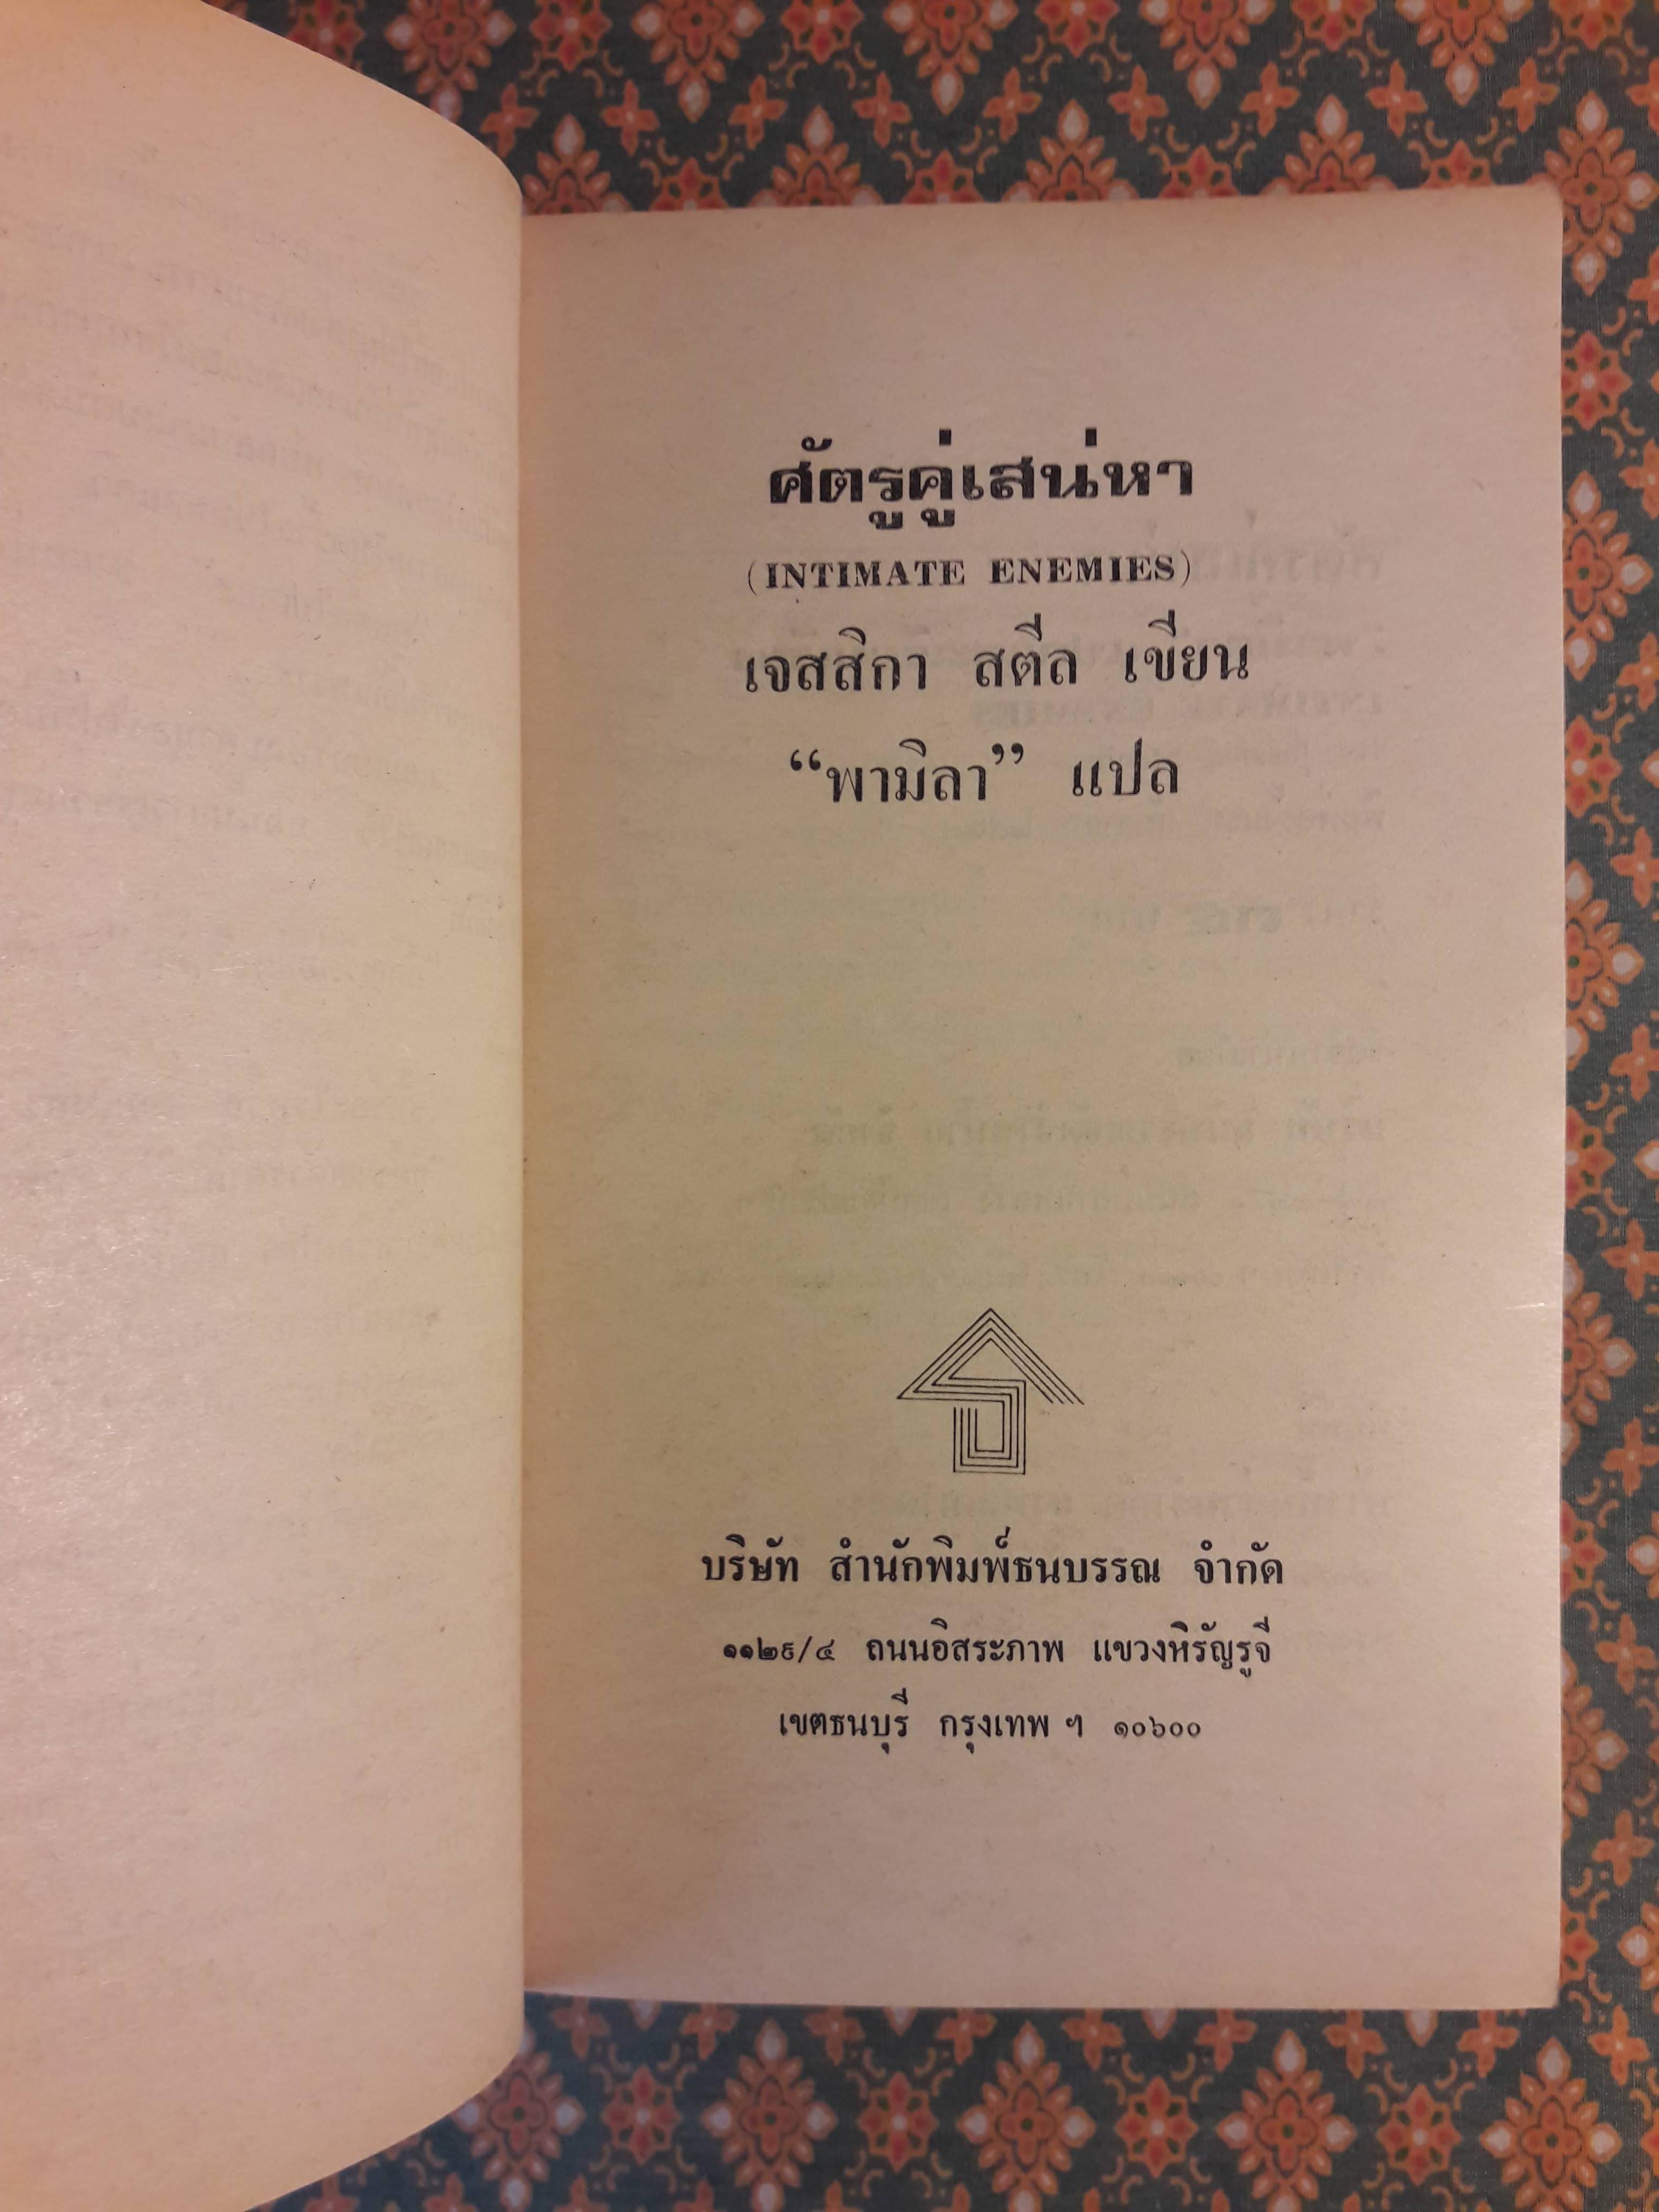 ศัตรูคู่เสน่หา
(INTIMATE ENEMIES)
เจสสิกา สตีล เขียน
“พามิลา” แปล
บริษัท สำนักพิมพ์ธนบรรณ จำกัด
๑๑๒๙/๔ ถนนอิสระภาพ แขวงหิรัญรูจี
เขตธนบุรี กรุงเทพ ฯ ๑๐๖๐๐